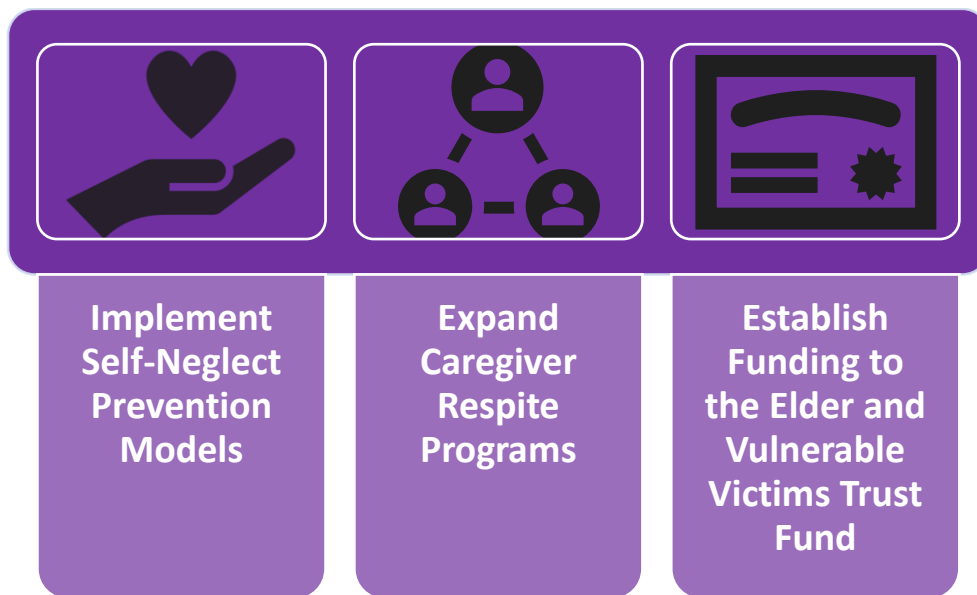 Implement
Self-Neglect
Prevention
Models
Expand
Caregiver
Respite
Programs
Establish
Funding to
the Elder and
Vulnerable
Victims Trust
Fund